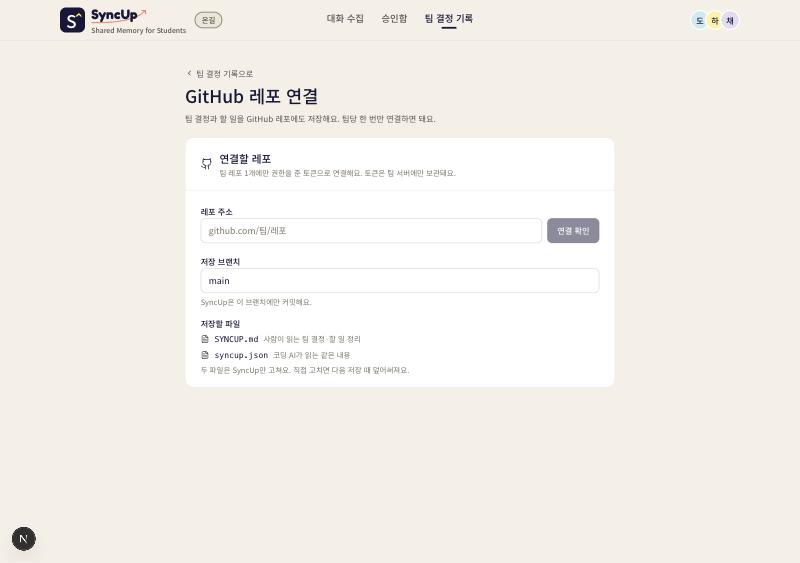 S
SyncUp
Shared Memory for Students
온길
대화 수집
승인함
팀 결정 기록
도
하
채
팀 결정 기록으로
GitHub 레포 연결
팀 결정과 할 일을 GitHub 레포에도 저장해요. 팀당 한 번만 연결하면 돼요.
연결할 레포
팀 레포 1개에만 권한을 준 토큰으로 연결해요. 토큰은 팀 서버에만 보관돼요.
레포 주소
github.com/팀/레포
연결 확인
저장 브랜치
main
SyncUp은 이 브랜치에만 커밋해요.
저장할 파일
SYNCUP.md 사람이 읽는 팀 결정·할 일 정리
syncup.json 코딩 AI가 읽는 같은 내용
두 파일은 SyncUp만 고쳐요. 직접 고치면 다음 저장 때 덮어써져요.
N